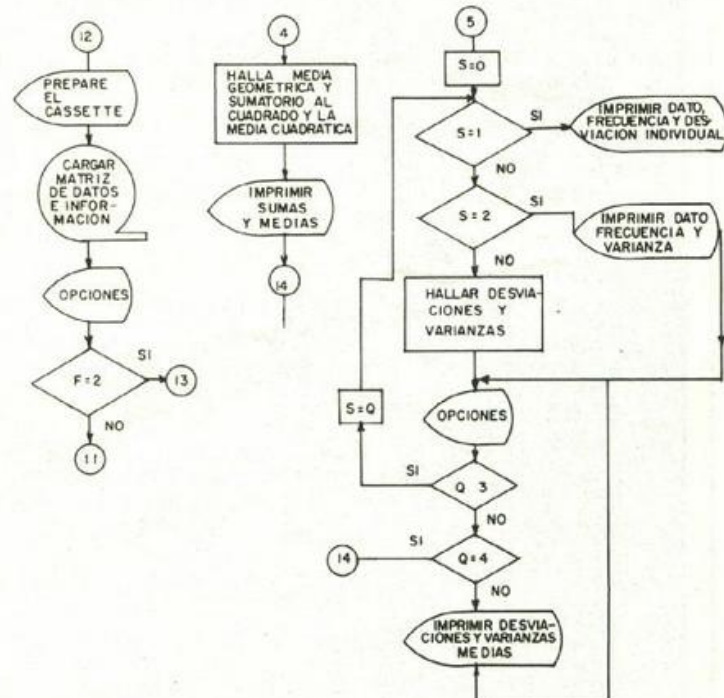 12
PREPARE
EL
CASSETTE
CARGAR
MATRIZ
DE DATOS
E INFOR-
MACION
OPCIONES
F=2
SI
13
NO
11
4
HALLA MEDIA
GEOMETRICA Y
SUMATORIO AL
CUADRADO Y LA
MEDIA CUADRATICA
IMPRIMIR
SUMAS
Y MEDIAS
14
5
S=0
S=1
SI
IMPRIMIR DATO,
FRECUENCIA Y DES-
VIACION INDIVIDUAL
NO
S=2
SI
IMPRIMIR DATO
FRECUENCIA Y
VARIANZA
NO
HALLAR DESVIA-
CIONES Y
VARIANZAS
S=Q
OPCIONES
SI
Q 3
NO
SI
14
Q=4
NO
IMPRIMIR DESVIA-
CIONES Y VARIANZAS
MEDIAS